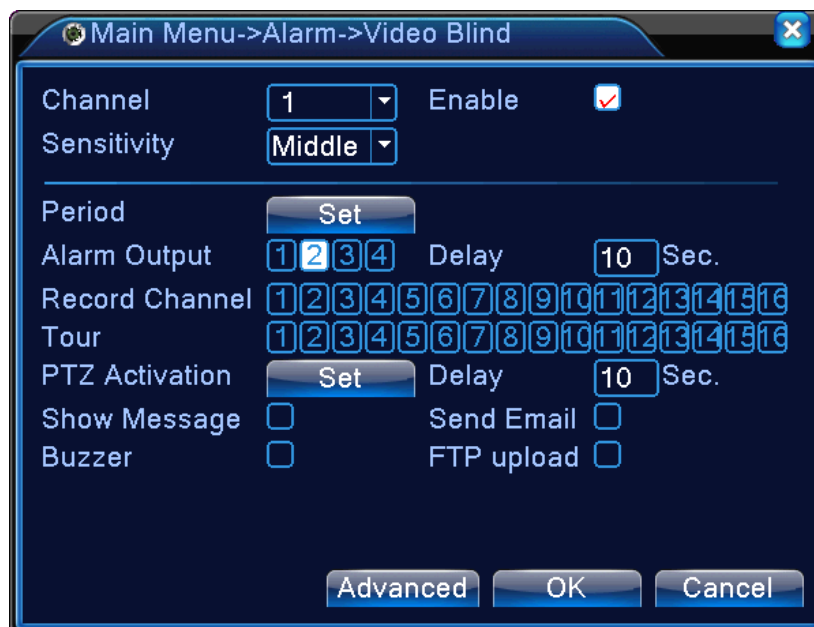 Main Menu->Alarm->Video Blind
Channel 1 Enable
Sensitivity Middle
Period Set
Alarm Output 1 2 3 4 Delay 10 Sec.
Record Channel 1 2 3 4 5 6 7 8 9 10 11 12 13 14 15 16
Tour 1 2 3 4 5 6 7 8 9 10 11 12 13 14 15 16
PTZ Activation Set Delay 10 Sec.
Show Message Send Email
Buzzer FTP upload
Advanced OK Cancel